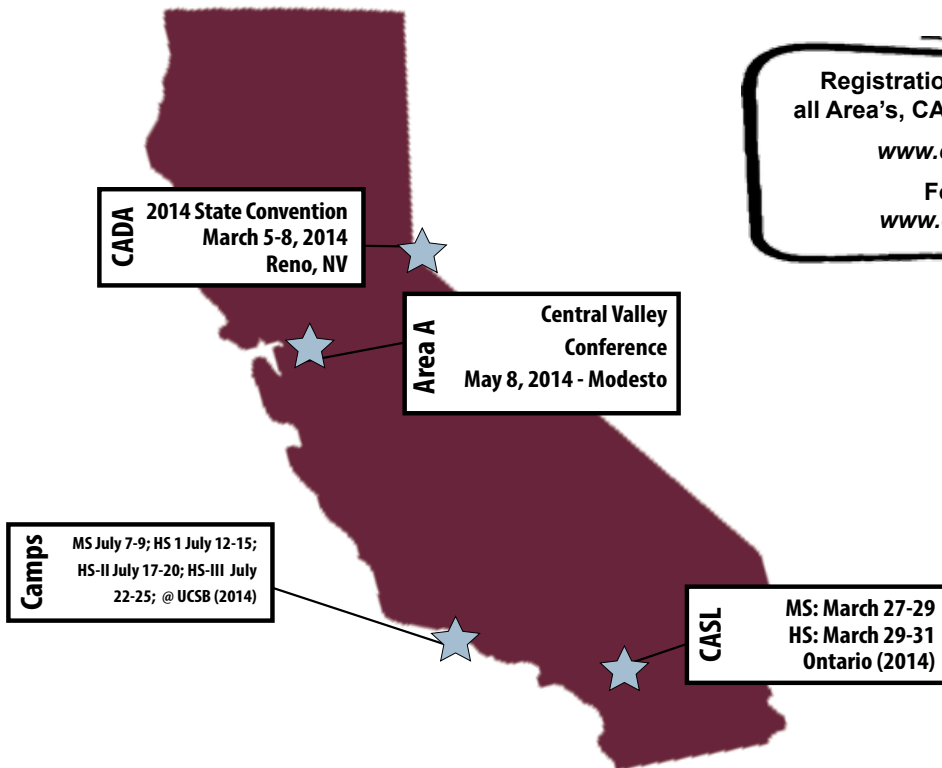 Registratio
all Area's, CA
www.
Fo
www.
CADA
2014 State Convention
March 5-8, 2014
Reno, NV
Area A
Central Valley
Conference
May 8, 2014 - Modesto
Camps
MS July 7-9; HS 1 July 12-15;
HS-II July 17-20; HS-III July
22-25; @ UCSB (2014)
CASL
MS: March 27-29
HS: March 29-31
Ontario (2014)